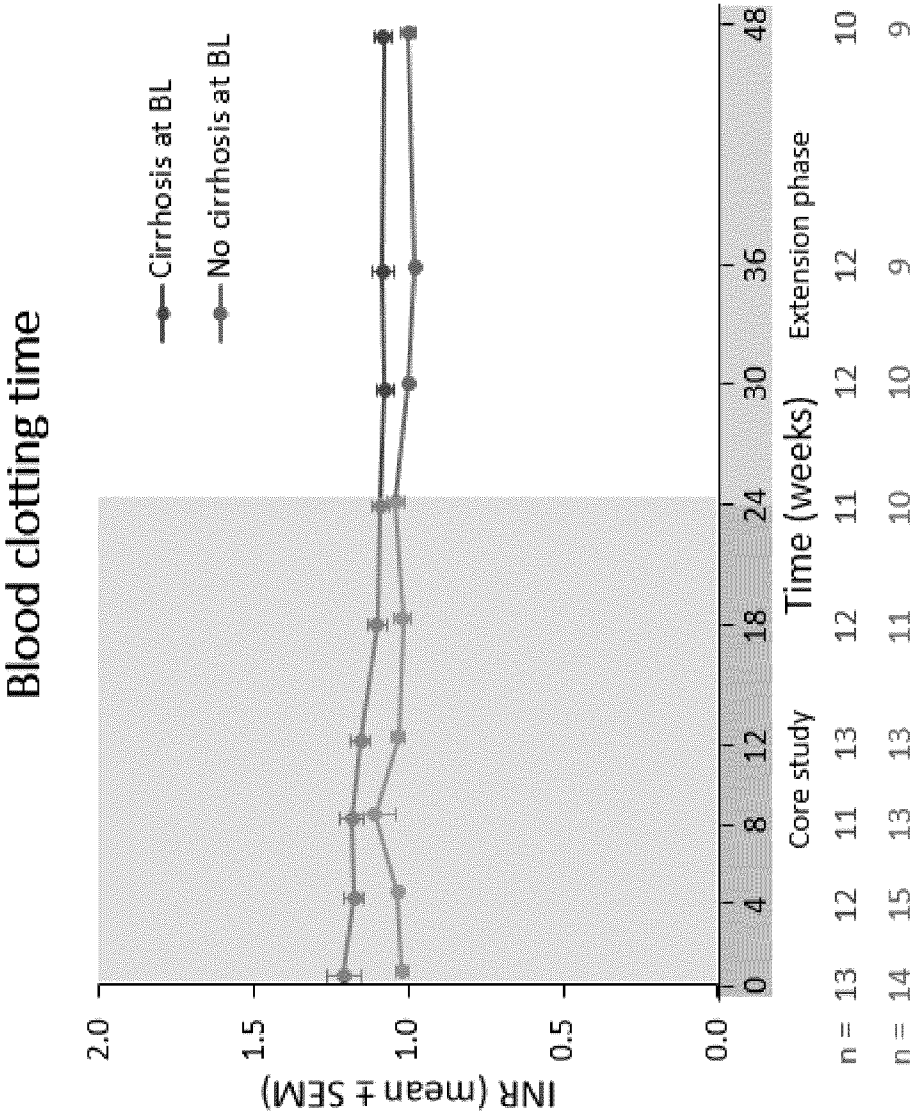 Blood clotting time
Cirrhosis at BL
No cirrhosis at BL
INR (mean ± SEM)
2.0
1.5
1.0
0.5
0.0
0 4 8 12 18 24 30 36 48
Core study Extension phase
Time (weeks)
n = 13 12 11 13 12 11 12 12 10
n = 14 15 13 13 11 10 10 9 9